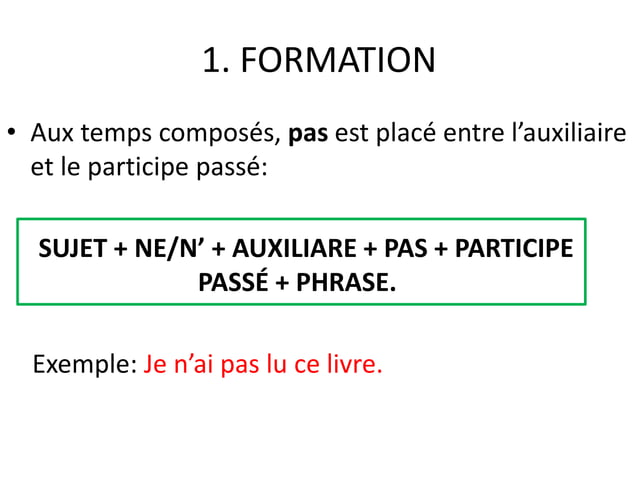 1. FORMATION
• Aux temps composés, pas est placé entre l’auxiliaire
et le participe passé:
SUJET + NE/N’ + AUXILIARE + PAS + PARTICIPE
PASSÉ + PHRASE.
Exemple: Je n’ai pas lu ce livre.